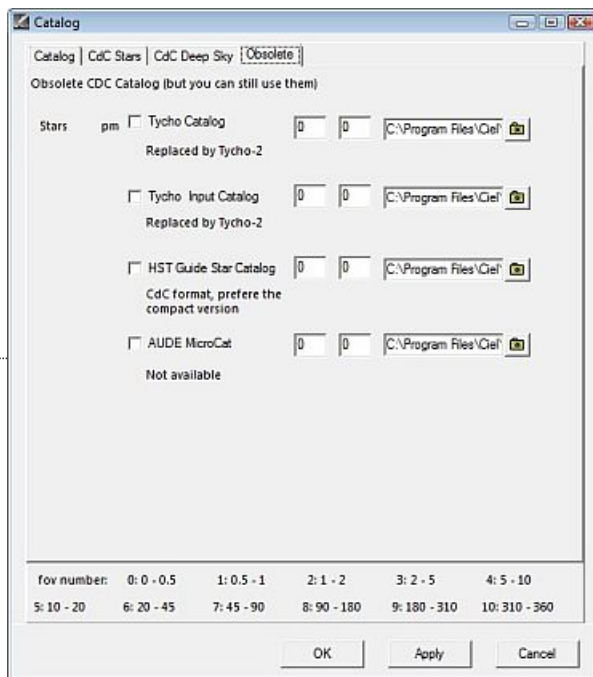 Catalog
Catalog CdC Stars CdC Deep Sky Obsolete
Obsolete CDC Catalog (but you can still use them)
Stars pm Tycho Catalog 0 0 C:\Program Files\Ciel\
Replaced by Tycho-2
Tycho Input Catalog 0 0 C:\Program Files\Ciel\
Replaced by Tycho-2
HST Guide Star Catalog 0 0 C:\Program Files\Ciel\
CdC format, prefere the
compact version
AUDE MicroCat 0 0 C:\Program Files\Ciel\
Not available
fov number: 0: 0 - 0.5 1: 0.5 - 1 2: 1 - 2 3: 2 - 5 4: 5 - 10
5: 10 - 20 6: 20 - 45 7: 45 - 90 8: 90 - 180 9: 180 - 310 10: 310 - 360
OK Apply Cancel